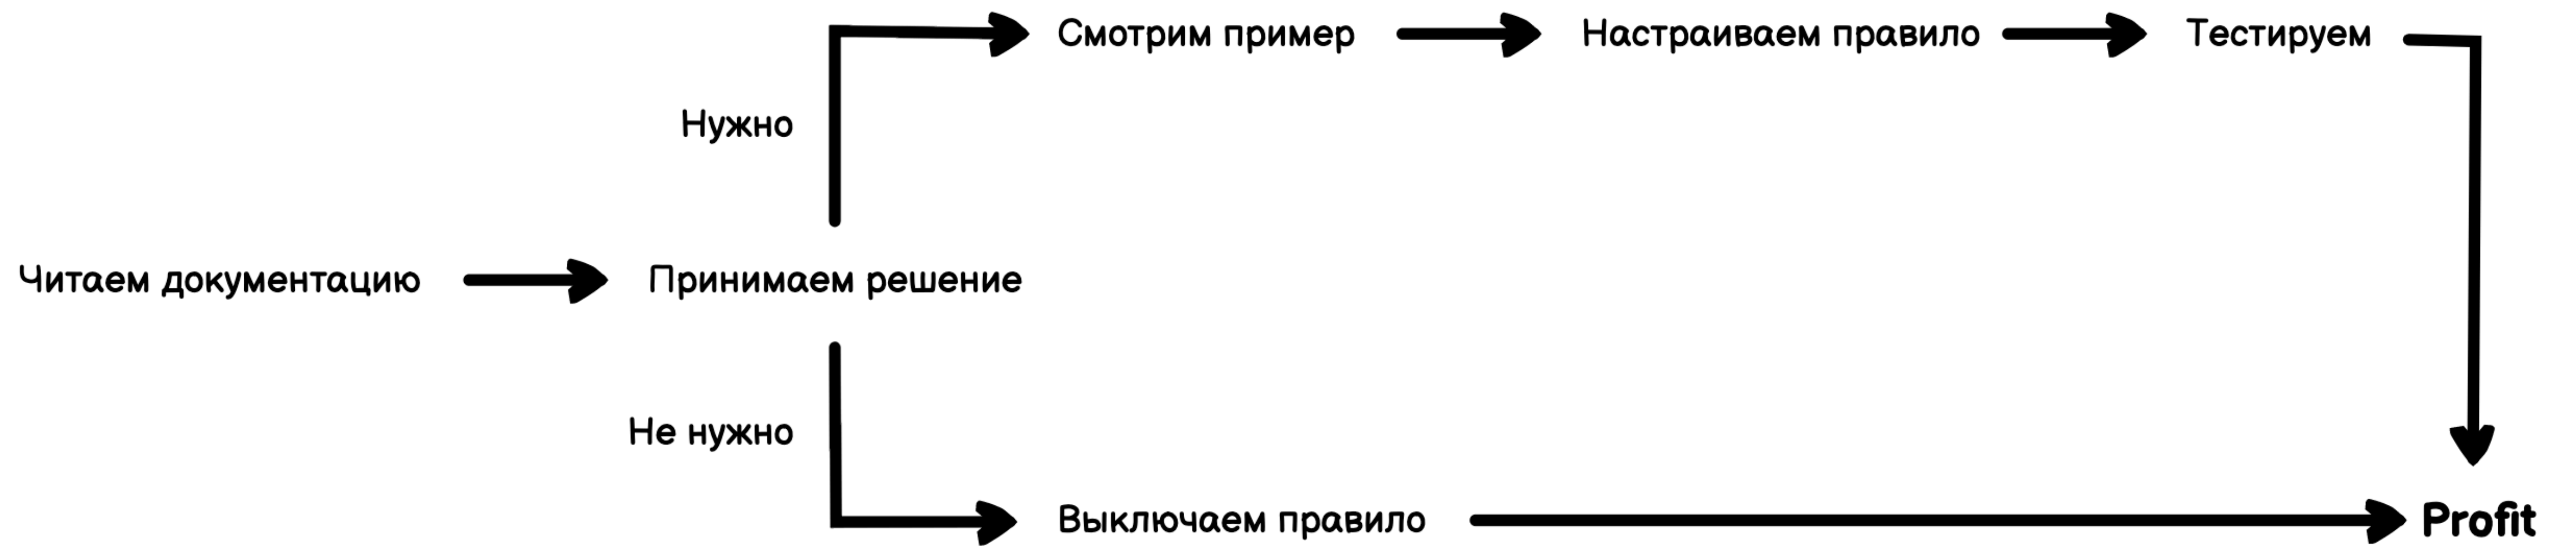 Смотрим пример
Настраиваем правило
Тестируем
Нужно
Читаем документацию
Принимаем решение
Не нужно
Выключаем правило
Profit